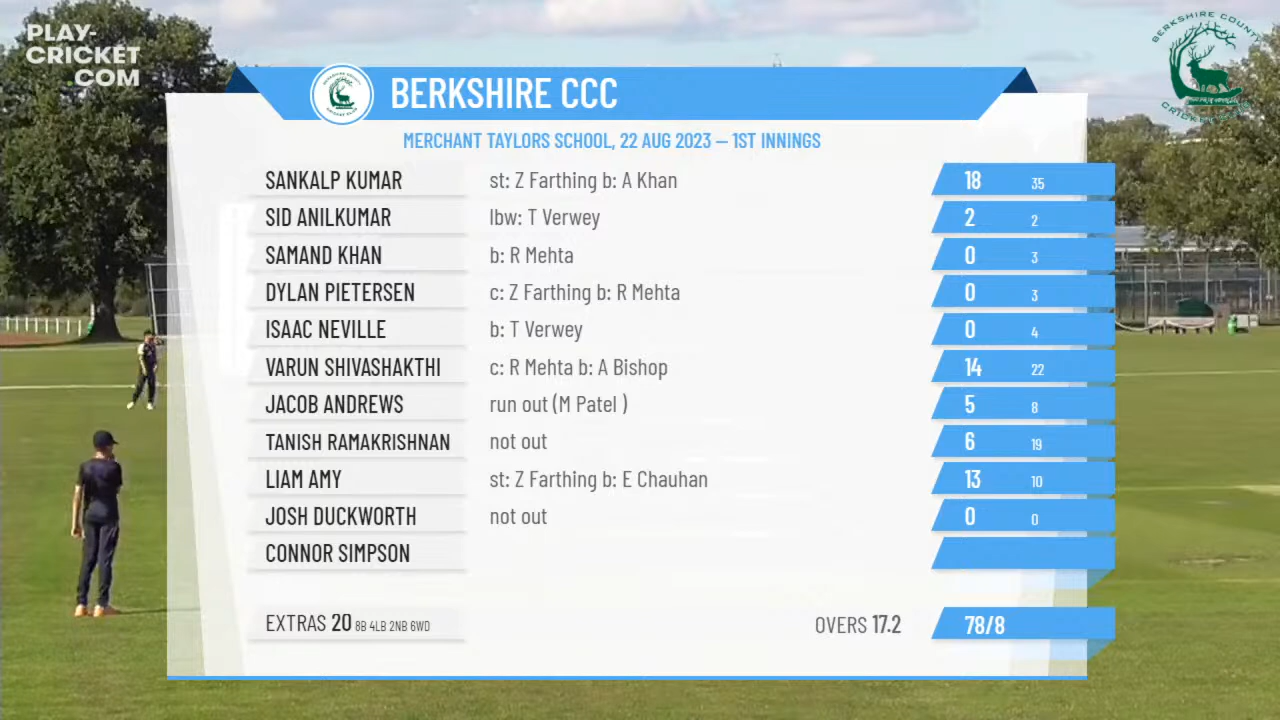 PLAY-
CRICKET
.COM
BERKSHIRE COUNTY
CRICKET
BERKSHIRE CCC
MERCHANT TAYLORS SCHOOL, 22 AUG 2023 – 1ST INNINGS
SANKALP KUMAR st: Z Farthing b: A Khan 18 35
SID ANILKUMAR lbw: T Verwey 2 2
SAMAND KHAN b: R Mehta 0 3
DYLAN PIETERSEN c: Z Farthing b: R Mehta 0 3
ISAAC NEVILLE b: T Verwey 0 4
VARUN SHIVASHAKTHI c: R Mehta b: A Bishop 14 22
JACOB ANDREWS run out (M Patel ) 5 8
TANISH RAMAKRISHNAN not out 6 19
LIAM AMY st: Z Farthing b: E Chauhan 13 10
JOSH DUCKWORTH not out 0 0
CONNOR SIMPSON
EXTRAS 20 8B 4LB 2NB 6WD OVERS 17.2 78/8